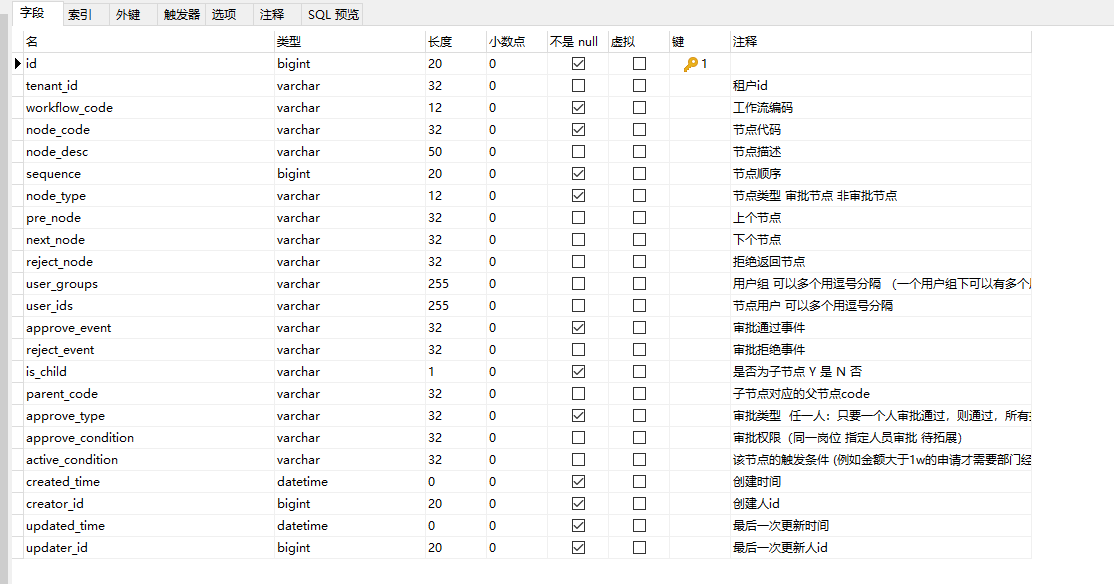 字段 索引 外键 触发器 选项 注释 SQL 预览
名 类型 长度 小数点 不是 null 虚拟 键 注释
id bigint 20 0 1
tenant_id varchar 32 0 租户id
workflow_code varchar 12 0 工作流编码
node_code varchar 32 0 节点代码
node_desc varchar 50 0 节点描述
sequence bigint 20 0 节点顺序
node_type varchar 12 0 节点类型 审批节点 非审批节点
pre_node varchar 32 0 上个节点
next_node varchar 32 0 下个节点
reject_node varchar 32 0 拒绝返回节点
user_groups varchar 255 0 用户组 可以多个用逗号分隔 （一个用户组下可以有多个
user_ids varchar 255 0 节点用户 可以多个用逗号分隔
approve_event varchar 32 0 审批通过事件
reject_event varchar 32 0 审批拒绝事件
is_child varchar 1 0 是否为子节点 Y 是 N 否
parent_code varchar 32 0 子节点对应的父节点code
approve_type varchar 32 0 审批类型 任一人：只要一个人审批通过，则通过，所有
approve_condition varchar 32 0 审批权限（同一岗位 指定人员审批 待拓展）
active_condition varchar 32 0 该节点的触发条件 (例如金额大于1w的申请才需要部门经
created_time datetime 0 0 创建时间
creator_id bigint 20 0 创建人id
updated_time datetime 0 0 最后一次更新时间
updater_id bigint 20 0 最后一次更新人id